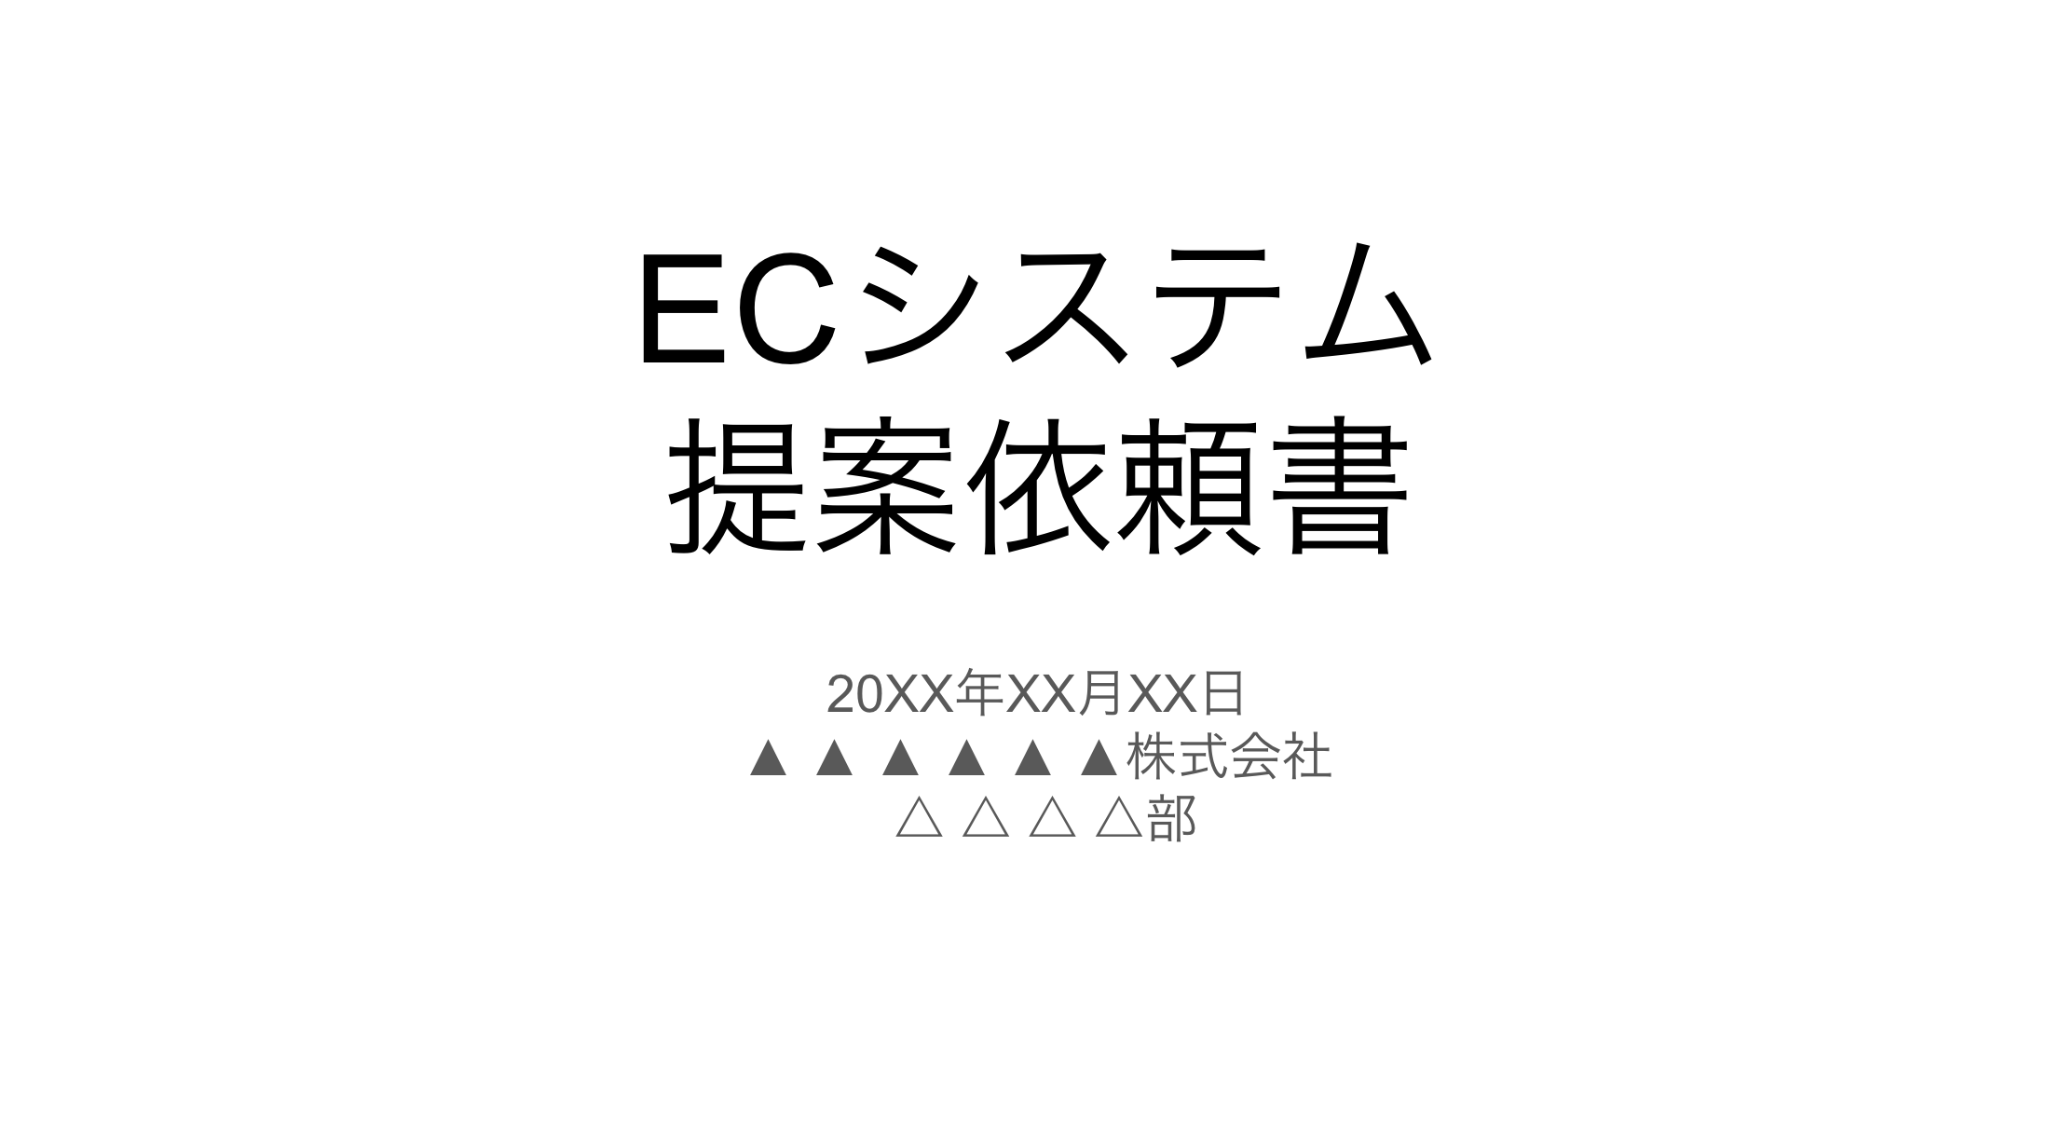 ECシステム
提案依頼書
20XX年XX月XX日
▲ ▲ ▲ ▲ ▲ ▲株式会社
△ △ △ △部